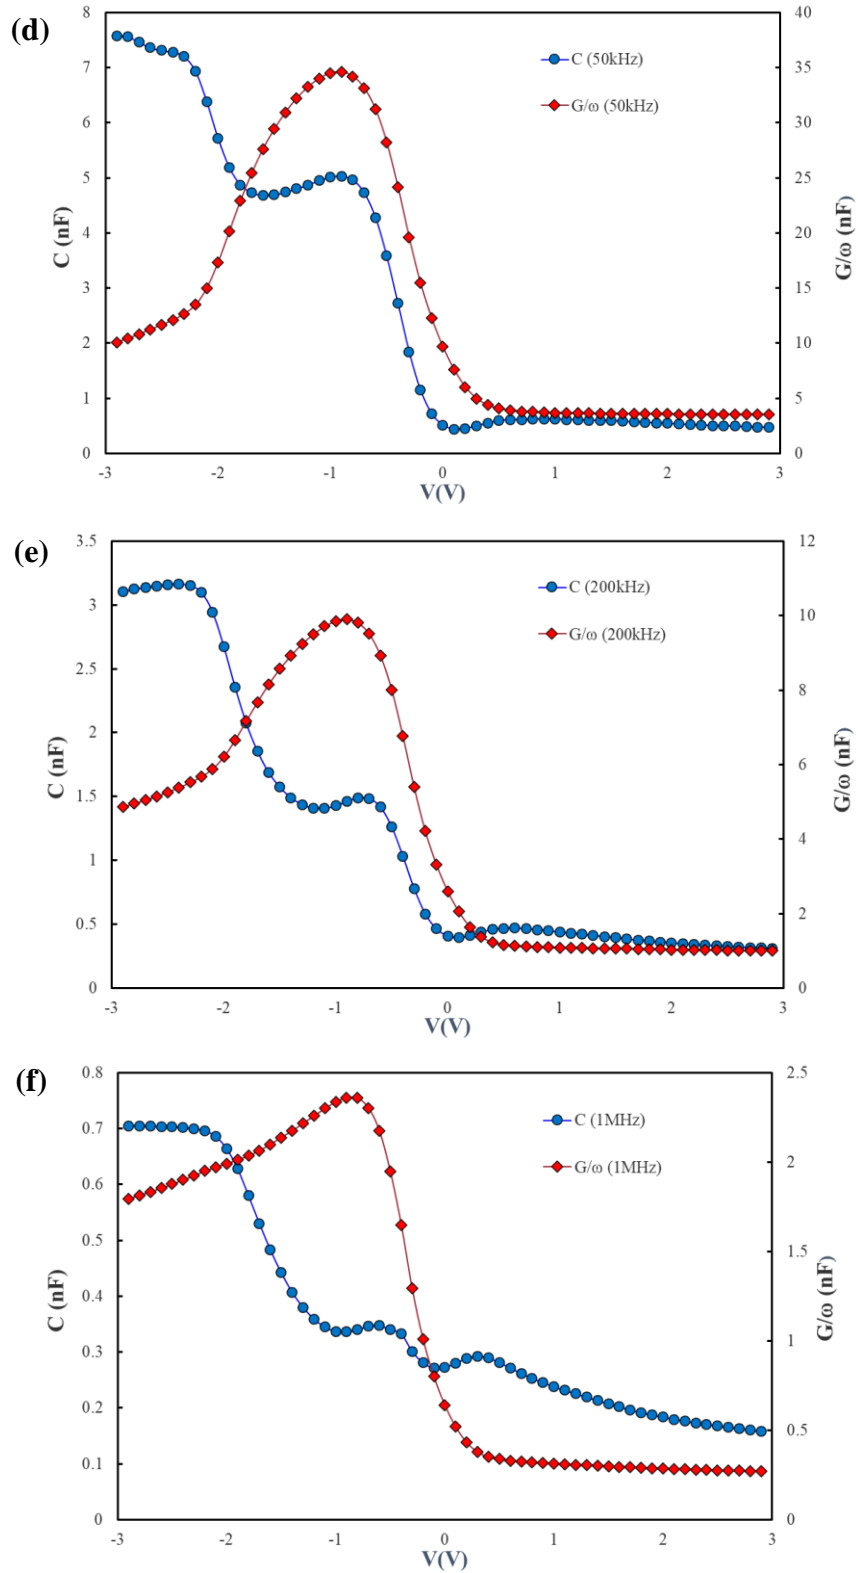 (d)
8
7
6
5
4
3
2
1
0
C (nF)
40
35
30
25
20
15
10
5
0
G/ω (nF)
C (50kHz)
G/ω (50kHz)
-3 -2 -1 0 1 2 3
V(V)
(e)
3.5
3
2.5
2
1.5
1
0.5
0
C (nF)
12
10
8
6
4
2
0
G/ω (nF)
C (200kHz)
G/ω (200kHz)
-3 -2 -1 0 1 2 3
V(V)
(f)
0.8
0.7
0.6
0.5
0.4
0.3
0.2
0.1
0
C (nF)
2.5
2
1.5
1
0.5
0
G/ω (nF)
C (1MHz)
G/ω (1MHz)
-3 -2 -1 0 1 2 3
V(V)